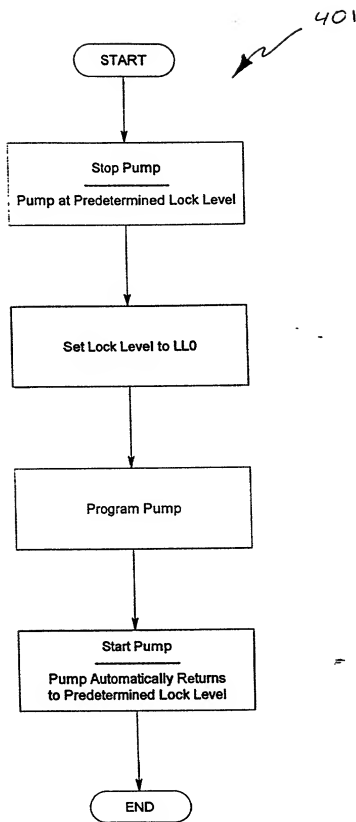 401
START
Stop Pump
Pump at Predetermined Lock Level
Set Lock Level to LL0
Program Pump
Start Pump
Pump Automatically Returns
to Predetermined Lock Level
END